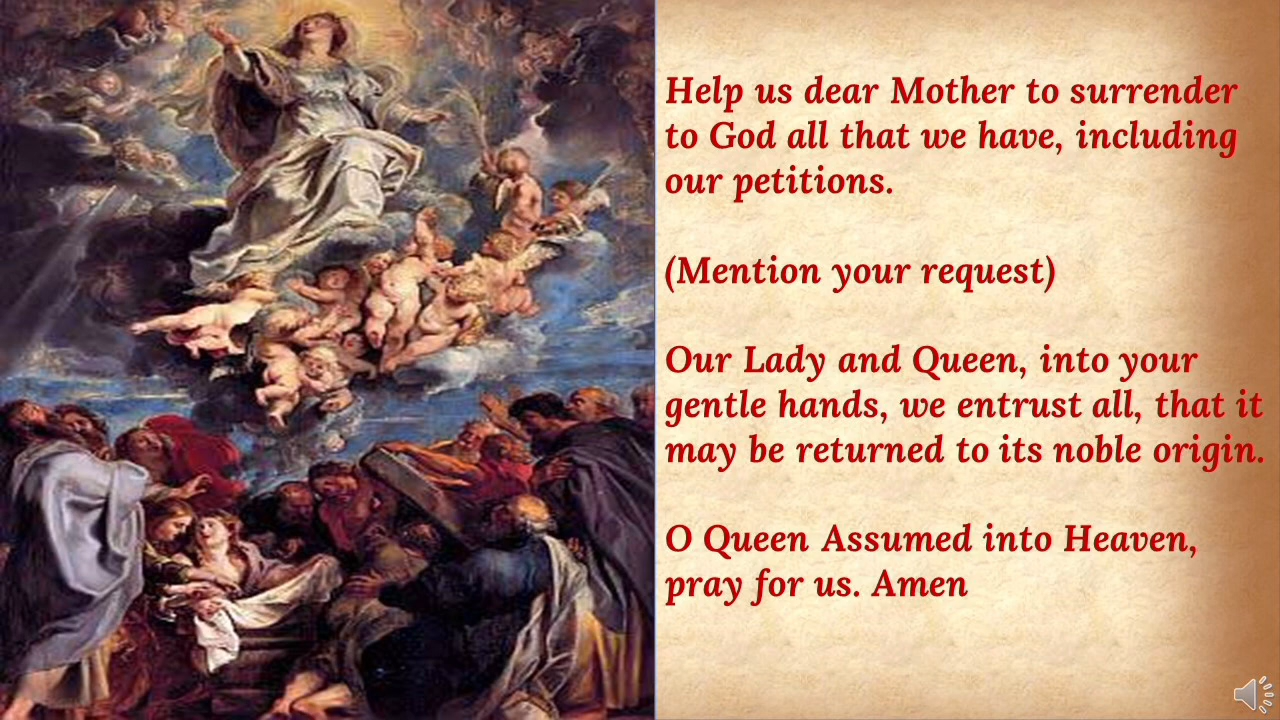 Help us dear Mother to surrender
to God all that we have, including
our petitions.
(Mention your request)
Our Lady and Queen, into your
gentle hands, we entrust all, that it
may be returned to its noble origin.
O Queen Assumed into Heaven,
pray for us. Amen